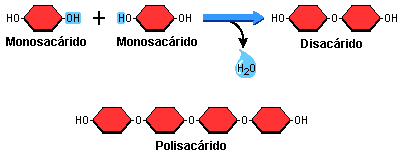 HO OH + HO OH HO O OH
Monosacárido Monosacárido Disacárido
H2O
HO O O O OH
Polisacárido